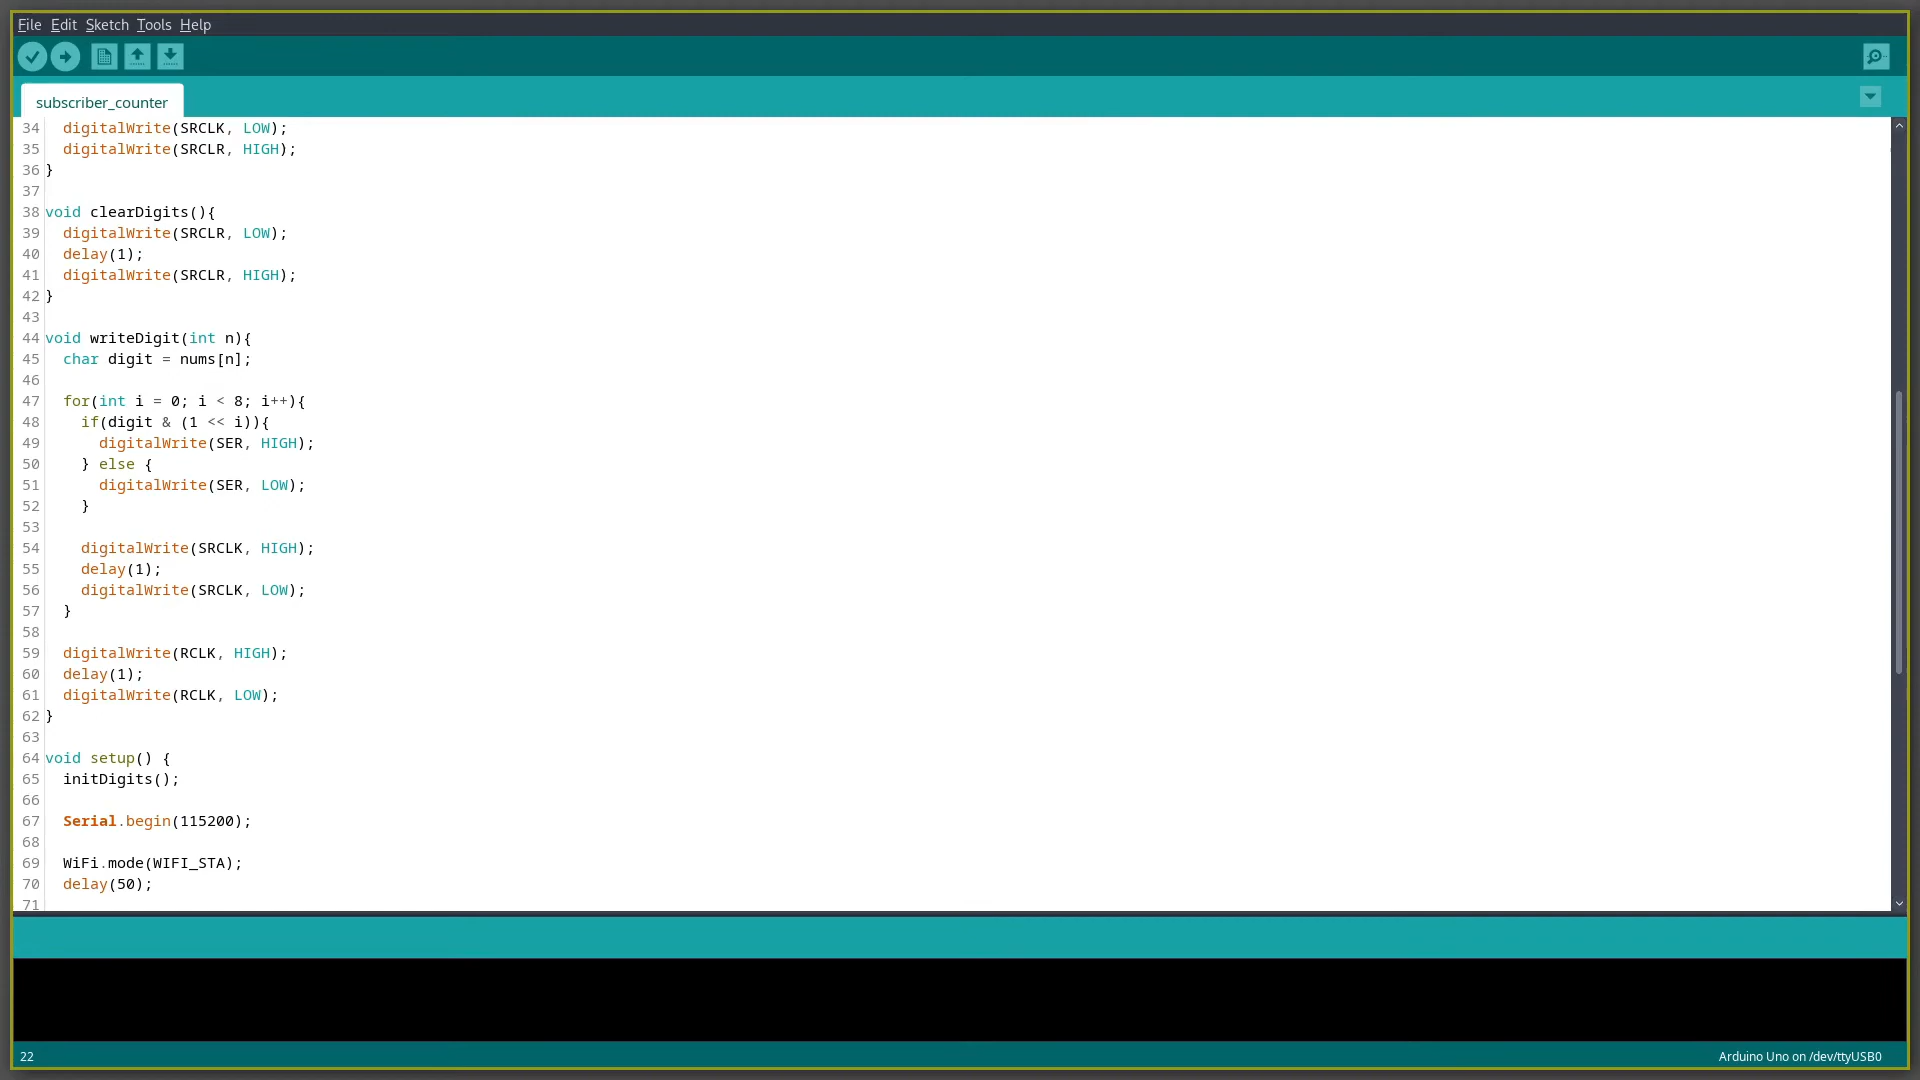 File Edit Sketch Tools Help
subscriber_counter
34   digitalWrite(SRCLK, LOW);
35   digitalWrite(SRCLR, HIGH);
36 }
37
38 void clearDigits(){
39   digitalWrite(SRCLR, LOW);
40   delay(1);
41   digitalWrite(SRCLR, HIGH);
42 }
43
44 void writeDigit(int n){
45   char digit = nums[n];
46
47   for(int i = 0; i < 8; i++){
48     if(digit & (1 << i)){
49       digitalWrite(SER, HIGH);
50     } else {
51       digitalWrite(SER, LOW);
52     }
53
54     digitalWrite(SRCLK, HIGH);
55     delay(1);
56     digitalWrite(SRCLK, LOW);
57   }
58
59   digitalWrite(RCLK, HIGH);
60   delay(1);
61   digitalWrite(RCLK, LOW);
62 }
63
64 void setup() {
65   initDigits();
66
67   Serial.begin(115200);
68
69   WiFi.mode(WIFI_STA);
70   delay(50);
71
22 Arduino Uno on /dev/ttyUSB0